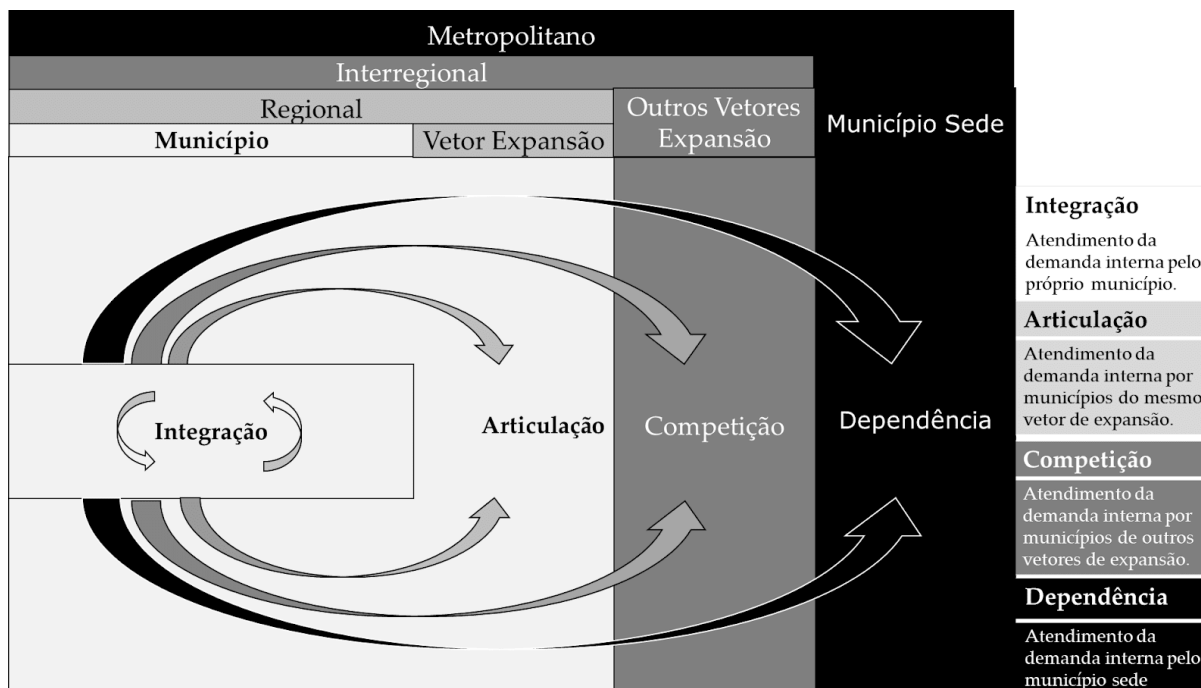 Metropolitano
Interregional
Regional
Outros Vetores
Expansão
Município Sede
Município
Vetor Expansão
Integração
Articulação
Competição
Dependência
Integração
Atendimento da
demanda interna pelo
próprio município.
Articulação
Atendimento da
demanda interna por
municípios do mesmo
vetor de expansão.
Competição
Atendimento da
demanda interna por
municípios de outros
vetores de expansão.
Dependência
Atendimento da
demanda interna pelo
município sede